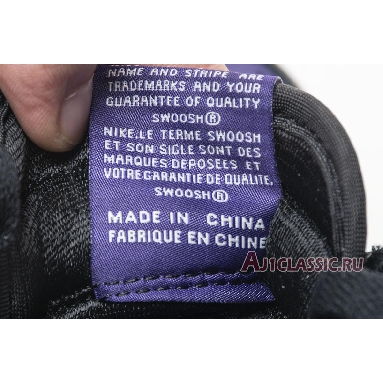 NAME AND STRIPE ARE
TRADEMARKS AND YOUR
GUARANTEE OF QUALITY
SWOOSH®
NIKE,LE TERME SWOOSH
ET SON SIGLE SONT DES
MARQUES DEPOSEES ET
VOTRE GARANTIE DE QUALITE,
SWOOSH®
MADE IN CHINA
FABRIQUE EN CHINE
AJ1CLASSIC.RU